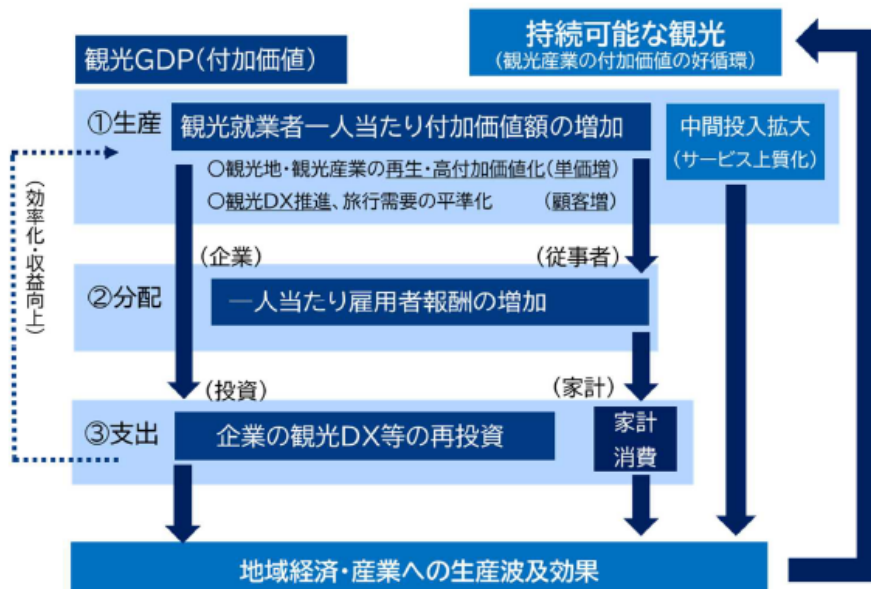 持続可能な観光
(観光産業の付加価値の好循環)
観光GDP(付加価値)
①生産
観光就業者一人当たり付加価値額の増加
中間投入拡大
(サービス上質化)
○観光地・観光産業の再生・高付加価値化(単価増)
○観光DX推進、旅行需要の平準化 (顧客増)
(効率化・収益向上)
(企業)
(従事者)
②分配
一人当たり雇用者報酬の増加
(投資)
(家計)
③支出
企業の観光DX等の再投資
家計
消費
地域経済・産業への生産波及効果